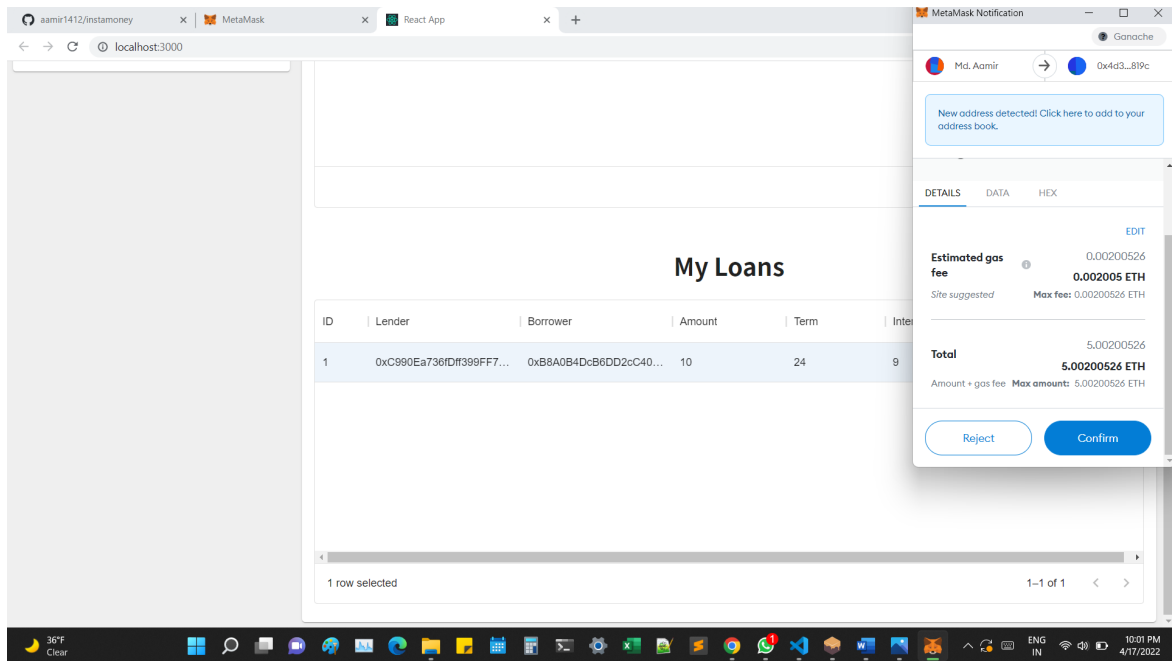 aamir1412/instamoney
MetaMask
React App
localhost:3000
MetaMask Notification
Ganache
Md. Aamir
0x4d3...819c
New address detected! Click here to add to your
address book.
DETAILS DATA HEX
EDIT
Estimated gas
fee
0.00200526
0.002005 ETH
Site suggested
Max fee: 0.00200526 ETH
Total
5.00200526
5.00200526 ETH
Amount + gas fee Max amount: 5.00200526 ETH
Reject Confirm
My Loans
ID Lender Borrower Amount Term
1 0xC990Ea736fDff399FF7... 0xB8A0B4DcB6DD2cC40... 10 24 9
1 row selected
1–1 of 1
36°F
Clear
1
ENG
IN
10:01 PM
4/17/2022